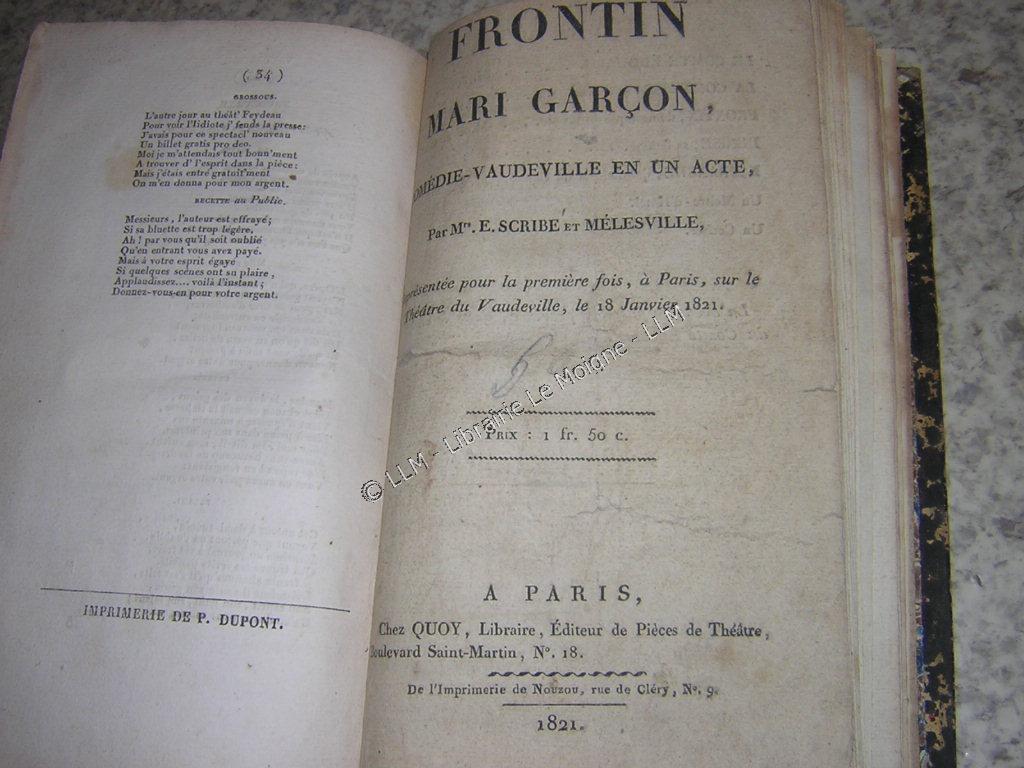 ( 34 )
GROSSOUS.
L'autre jour au théât' Feydeau
Pour voir l'Idiote j' fends la presse:
J'avais pour ce spectacl' nouveau
Un billet gratis pro deo.
Moi je m'attendais tout bonn'ment
A trouver d' l'esprit dans la pièce:
Mais j'étais entré gratuit'ment
On m'en donna pour mon argent.
RECETTE au Public.
Messieurs, l'auteur est effrayé;
Si sa bluette est trop légère.
Ah! par vous qu'il soit oublié
Qu'en entrant vous avez payé.
Mais à votre esprit égayé
Si quelques scènes ont su plaire,
Applaudissez.... voilà l'instant;
Donnez-vous-en pour votre argent.
IMPRIMERIE DE P. DUPONT.
FRONTIN
MARI GARÇON,
COMÉDIE-VAUDEVILLE EN UN ACTE,
Par Mrs. E. SCRIBE ET MÉLESVILLE,
présentée pour la première fois, à Paris, sur le
Théâtre du Vaudeville, le 18 Janvier 1821.
PRIX : 1 fr. 50 c.
A PARIS,
Chez QUOY, Libraire, Éditeur de Pièces de Théâtre,
Boulevard Saint-Martin, N°. 18.
De l'Imprimerie de Nouzou, rue de Cléry, N°. 9.
1821.
© LLM - Librairie Le Moigne - LLM